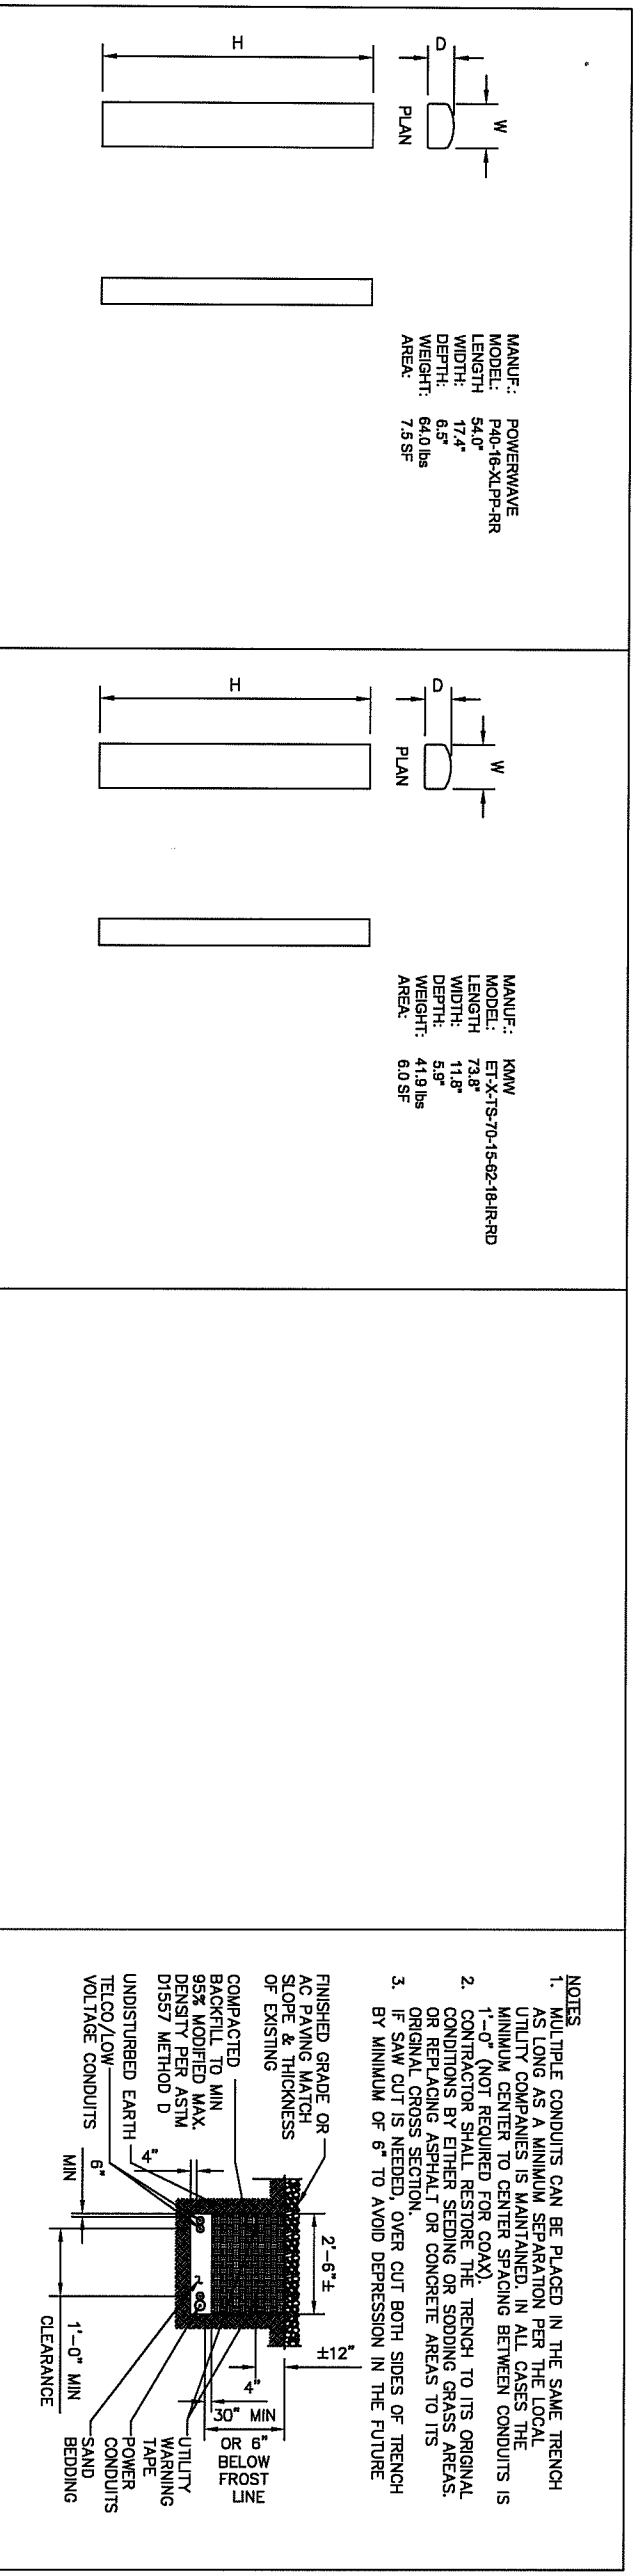 H
D
W
PLAN
MANUF.: POWERWAVE
MODEL: P40-16-XLPP-RR
LENGTH 54.0"
WIDTH: 17.4"
DEPTH: 6.5"
WEIGHT: 64.0 lbs
AREA: 7.5 SF
H
D
W
PLAN
MANUF.: KMW
MODEL: ET-X-TS-70-15-62-18-IR-RD
LENGTH 73.8"
WIDTH: 11.8"
DEPTH: 5.9"
WEIGHT: 41.9 lbs
AREA: 6.0 SF
NOTES
1. MULTIPLE CONDUITS CAN BE PLACED IN THE SAME TRENCH
AS LONG AS A MINIMUM SEPARATION PER THE LOCAL
UTILITY COMPANIES IS MAINTAINED. IN ALL CASES THE
MINIMUM CENTER TO CENTER SPACING BETWEEN CONDUITS IS
1'-0" (NOT REQUIRED FOR COAX).
2. CONTRACTOR SHALL RESTORE THE TRENCH TO ITS ORIGINAL
CONDITIONS BY EITHER SEEDING OR SODDING GRASS AREAS.
OR REPLACING ASPHALT OR CONCRETE AREAS TO ITS
ORIGINAL CROSS SECTION.
3. IF SAW CUT IS NEEDED, OVER CUT BOTH SIDES OF TRENCH
BY MINIMUM OF 6" TO AVOID DEPRESSION IN THE FUTURE
FINISHED GRADE OR
AC PAVING MATCH
SLOPE & THICKNESS
OF EXISTING
COMPACTED
BACKFILL TO MIN
95% MODIFIED MAX.
DENSITY PER ASTM
D1557 METHOD D
UNDISTURBED EARTH
TELCO/LOW
VOLTAGE CONDUITS
2'-6"±
±12"
4"
30" MIN
OR 6"
BELOW
FROST
LINE
4"
6"
MIN
1'-0" MIN
CLEARANCE
UTILITY
WARNING
TAPE
POWER
CONDUITS
SAND
BEDDING